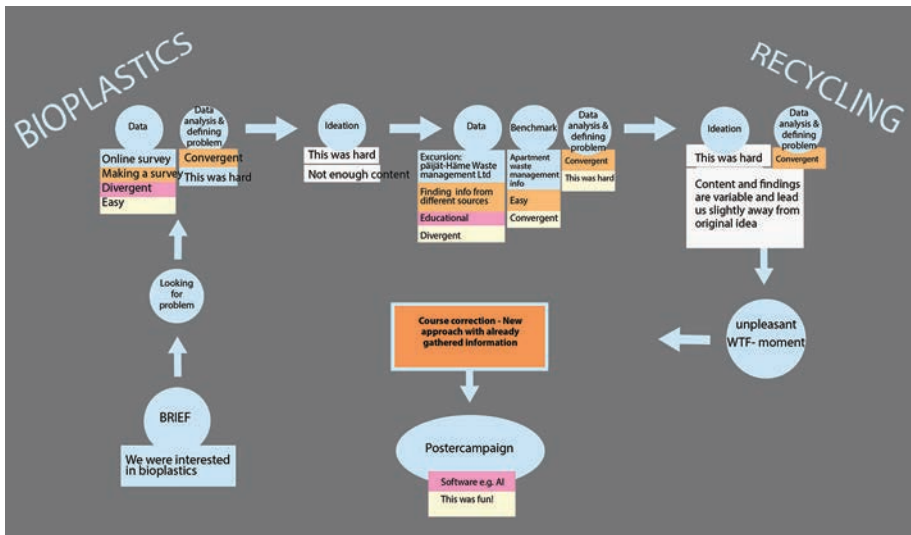 BIOPLASTICS
RECYCLING
Data
Online survey
Making a survey
Divergent
Easy
Data
analysis &
defining
problem
Convergent
This was hard
Ideation
This was hard
Not enough content
Data
Excursion:
päijät-Häme Waste
management Ltd
Finding info from
different sources
Educational
Divergent
Benchmark
Apartment
waste
management
info
Easy
Convergent
Data
analysis &
defining
problem
Convergent
This was hard
Ideation
This was hard
Content and findings
are variable and lead
us slightly away from
original idea
Data
analysis &
defining
problem
Convergent
Looking
for
problem
BRIEF
We were interested
in bioplastics
Course correction - New
approach with already
gathered information
unpleasant
WTF- moment
Postercampaign
Software e.g. AI
This was fun!